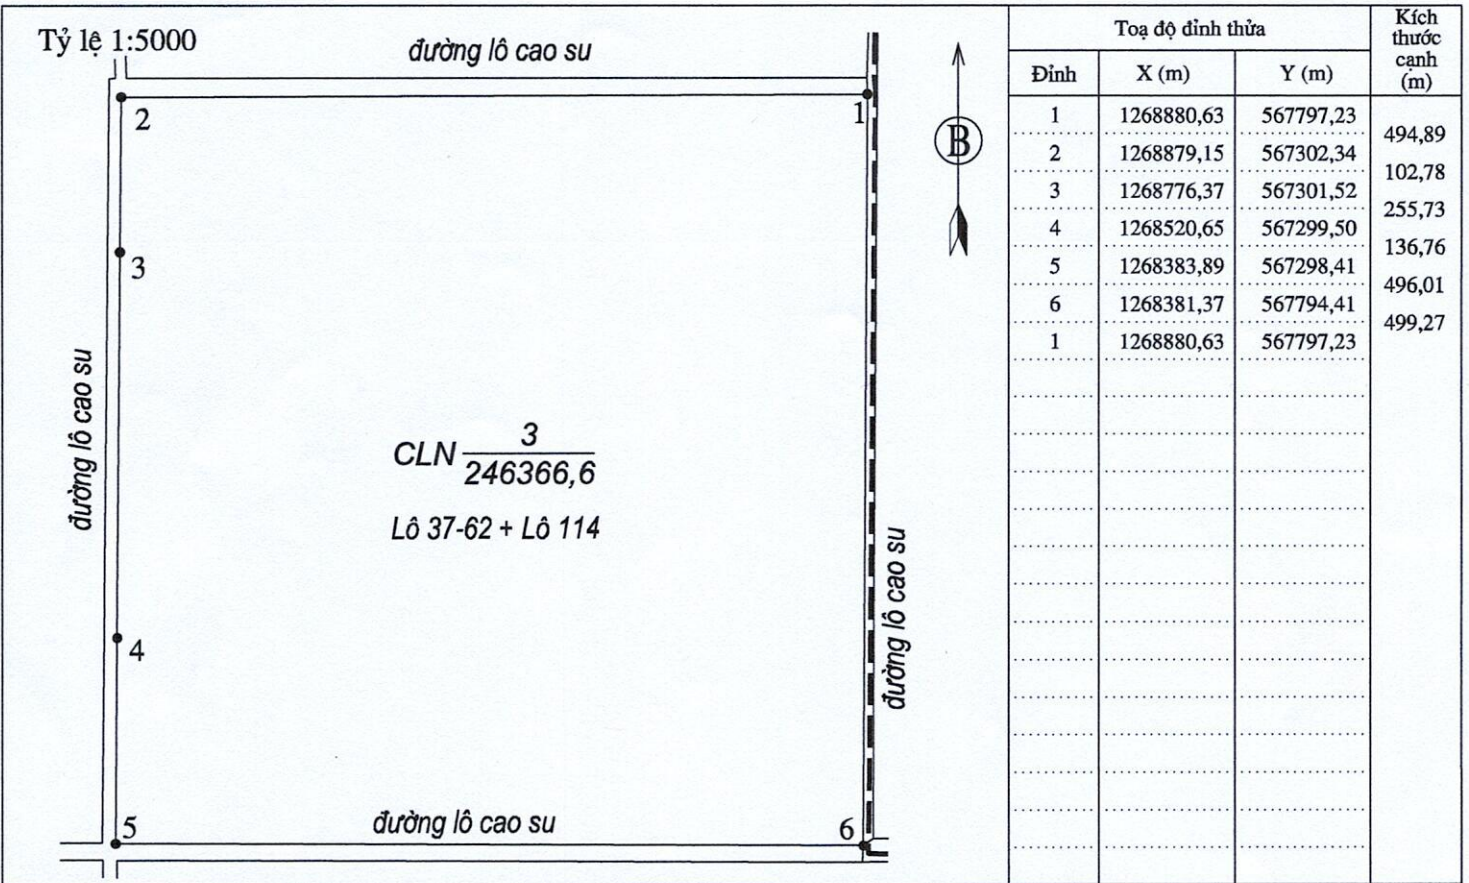 Tỷ lệ 1:5000
đường lô cao su
2
1
3
4
5
6
B
đường lô cao su
CLN 3
246366,6
Lô 37-62 + Lô 114
đường lô cao su
đường lô cao su
Toạ độ đỉnh thửa
Kích
thước
cạnh
(m)
Đỉnh X (m) Y (m)
1 1268880,63 567797,23
494,89
2 1268879,15 567302,34
102,78
3 1268776,37 567301,52
255,73
4 1268520,65 567299,50
136,76
5 1268383,89 567298,41
496,01
6 1268381,37 567794,41
499,27
1 1268880,63 567797,23